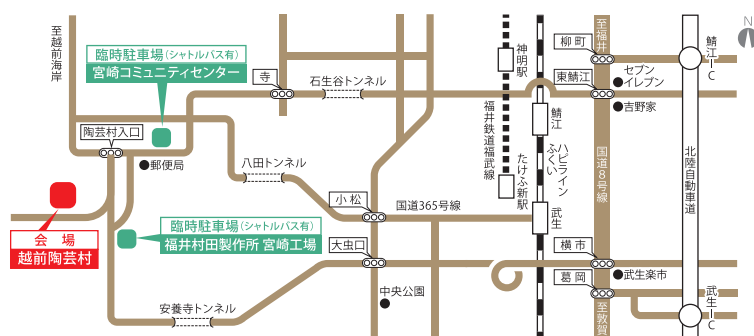 至越前海岸
臨時駐車場(シャトルバス有)
宮崎コミュニティセンター
寺
石生谷トンネル
神明駅
柳町
至福井
セブン
イレブン
東鯖江
吉野家
鯖江IC
N
陶芸村入口
郵便局
八田トンネル
福井鉄道福武線
たけふ新駅
鯖江
ハピライン
ふくい
国道8号線
北陸自動車道
小松
国道365号線
武生
会場
越前陶芸村
臨時駐車場(シャトルバス有)
福井村田製作所 宮崎工場
大虫口
横市
武生楽市
葛岡
中央公園
安養寺トンネル
至敦賀
武生IC